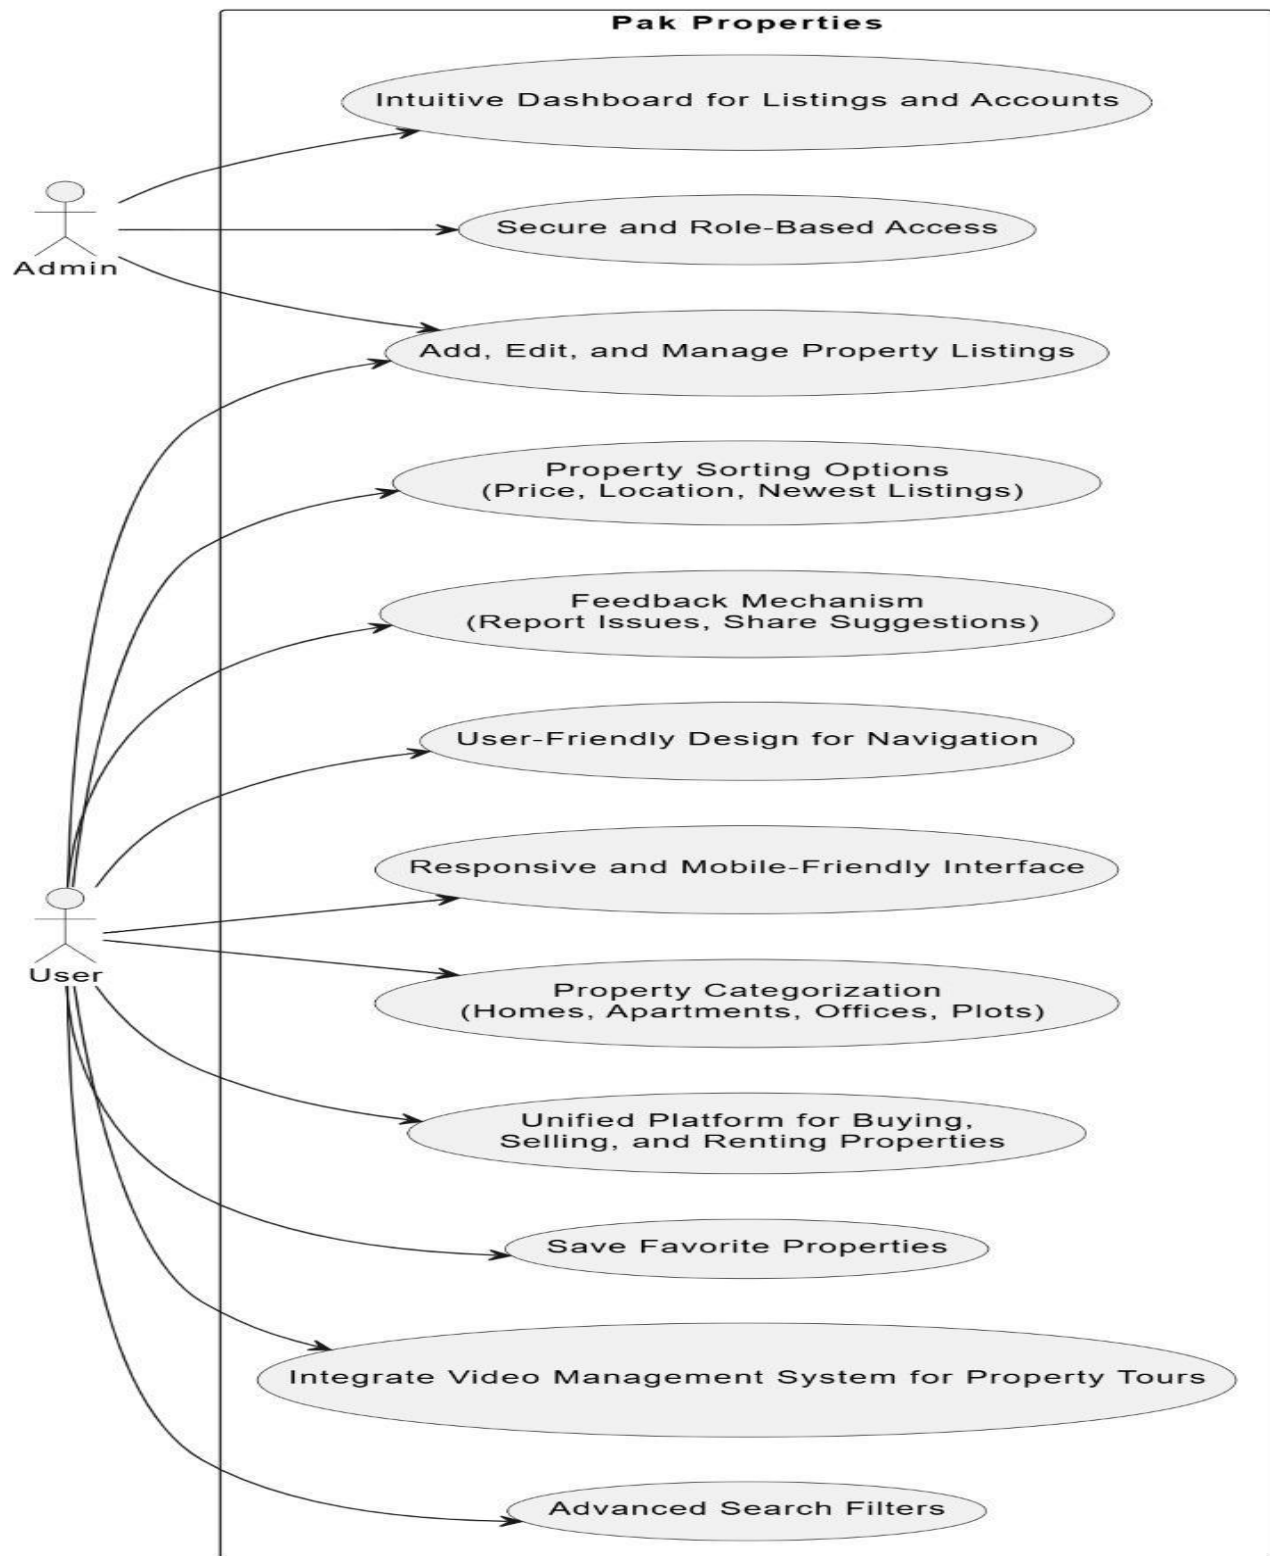 Pak Properties
Intuitive Dashboard for Listings and Accounts
Secure and Role-Based Access
Admin
Add, Edit, and Manage Property Listings
Property Sorting Options
(Price, Location, Newest Listings)
Feedback Mechanism
(Report Issues, Share Suggestions)
User-Friendly Design for Navigation
Responsive and Mobile-Friendly Interface
User
Property Categorization
(Homes, Apartments, Offices, Plots)
Unified Platform for Buying,
Selling, and Renting Properties
Save Favorite Properties
Integrate Video Management System for Property Tours
Advanced Search Filters